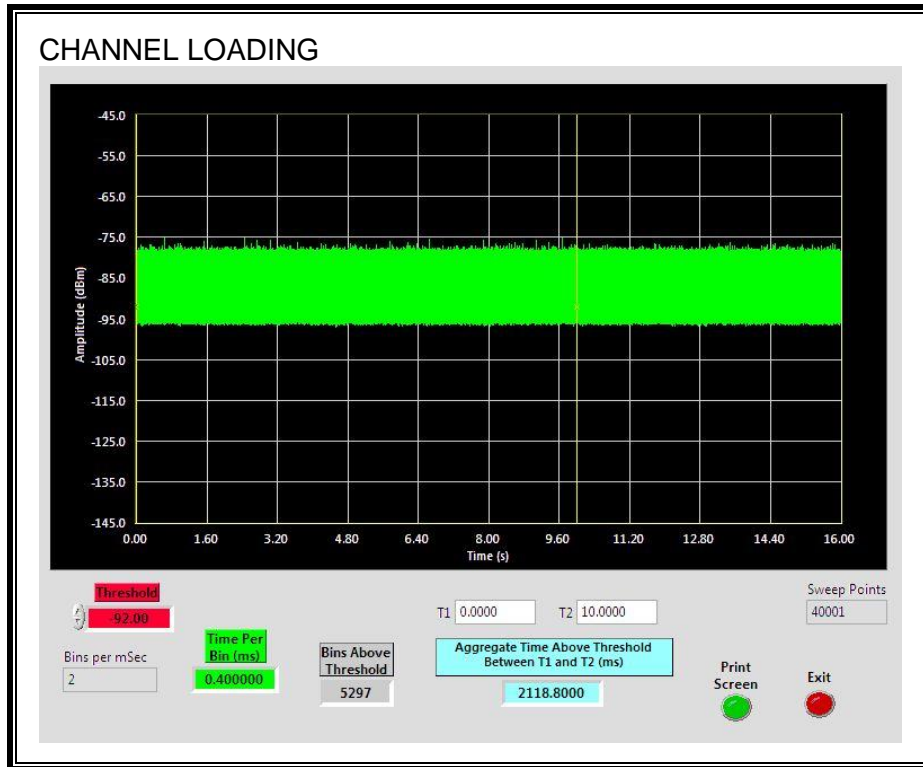 CHANNEL LOADING
-45.0
-55.0
-65.0
-75.0
-85.0
-95.0
-105.0
-115.0
-125.0
-135.0
-145.0
Amplitude (dBm)
0.00 1.60 3.20 4.80 6.40 8.00 9.60 11.20 12.80 14.40 16.00
Time (s)
Threshold
-92.00
Bins per mSec
2
Time Per
Bin (ms)
0.400000
Bins Above
Threshold
5297
T1 0.0000 T2 10.0000
Aggregate Time Above Threshold
Between T1 and T2 (ms)
2118.8000
Sweep Points
40001
Print
Screen
Exit